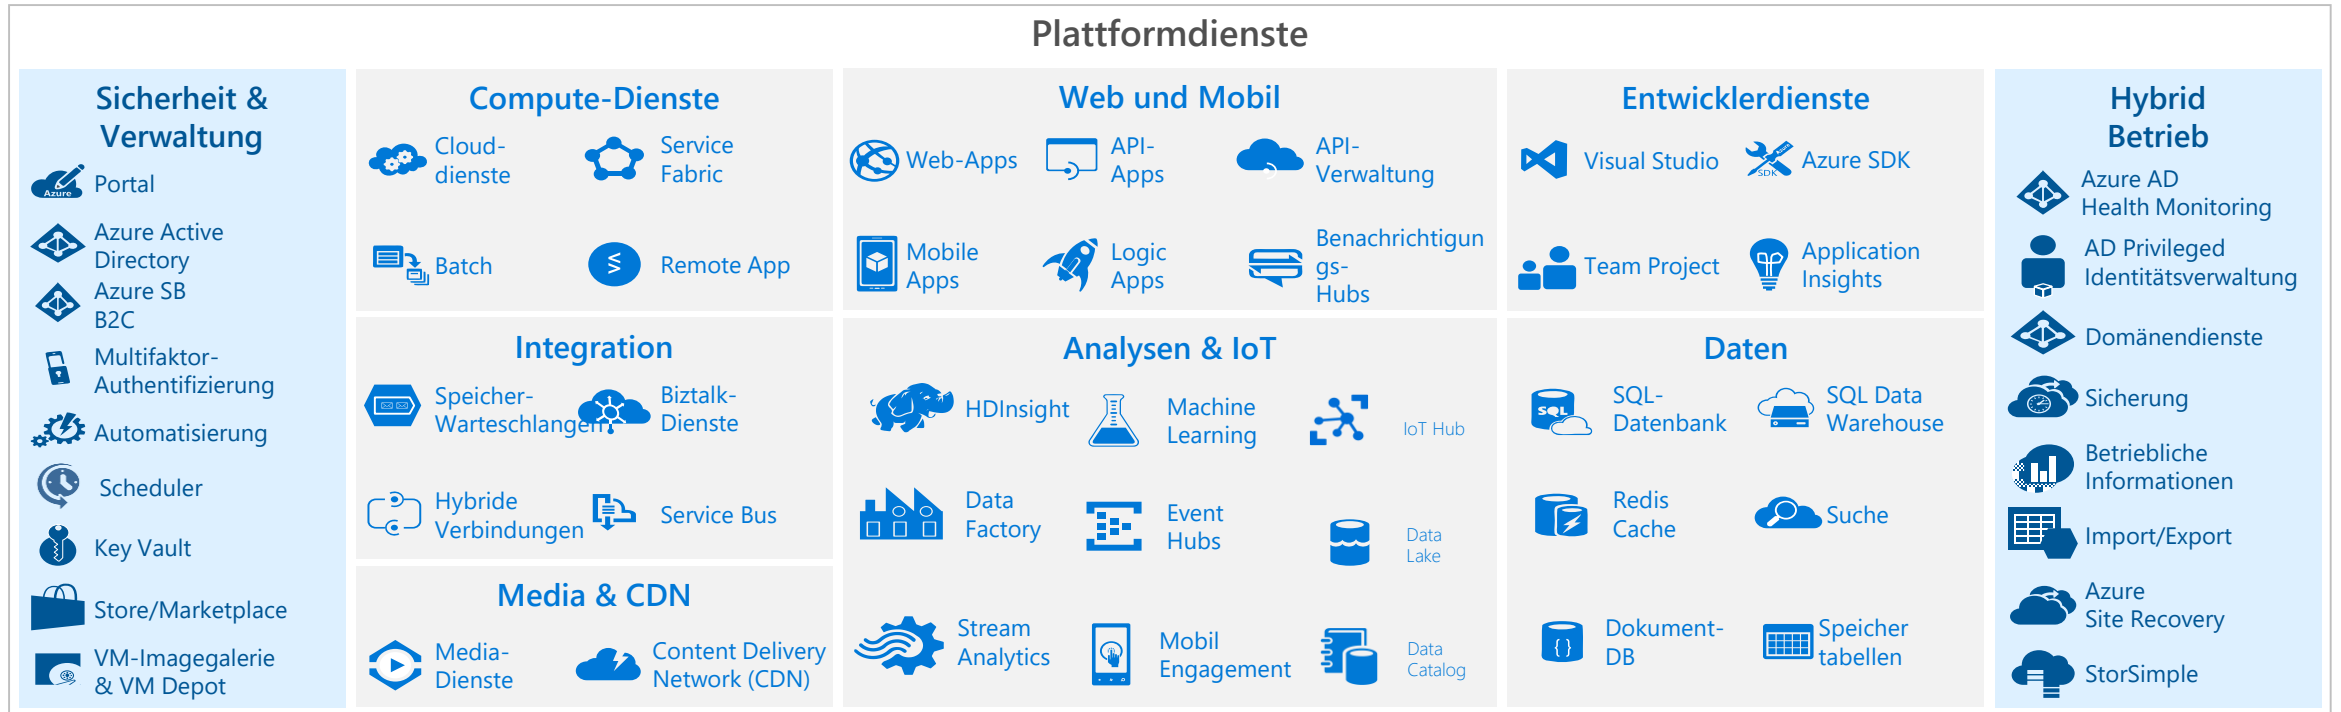 Plattformdienste
Sicherheit &
Verwaltung
Azure
Portal
Azure Active
Directory
Azure SB
B2C
Multifaktor-
Authentifizierung
Automatisierung
Scheduler
Key Vault
Store/Marketplace
VM-Imagegalerie
& VM Depot
Compute-Dienste
Cloud-
dienste
Service
Fabric
Batch
Remote App
Integration
Speicher-
Warteschlangen
Biztalk-
Dienste
Hybride
Verbindungen
Service Bus
Media & CDN
Media-
Dienste
Content Delivery
Network (CDN)
Web und Mobil
Web-Apps
API-
Apps
API-
Verwaltung
Mobile
Apps
Logic
Apps
Benachrichtigun
gs-
Hubs
Analysen & IoT
HDInsight
Machine
Learning
IoT Hub
Data
Factory
Event
Hubs
Data
Lake
Stream
Analytics
Mobil
Engagement
Data
Catalog
Entwicklerdienste
Visual Studio
Azure
SDK
Azure SDK
Team Project
Application
Insights
Daten
SQL
SQL-
Datenbank
SQL Data
Warehouse
Redis
Cache
Suche
{ }
Dokument-
DB
Speicher
tabellen
Hybrid
Betrieb
Azure AD
Health Monitoring
AD Privileged
Identitätsverwaltung
Domänendienste
Sicherung
Betriebliche
Informationen
Import/Export
Azure
Site Recovery
StorSimple